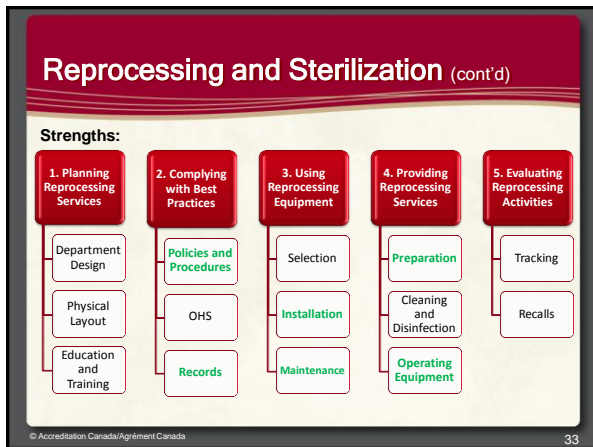 Reprocessing and Sterilization (cont'd)
Strengths:
1. Planning
Reprocessing
Services
Department
Design
Physical
Layout
Education
and
Training
2. Complying
with Best
Practices
Policies and
Procedures
OHS
Records
3. Using
Reprocessing
Equipment
Selection
Installation
Maintenance
4. Providing
Reprocessing
Services
Preparation
Cleaning
and
Disinfection
Operating
Equipment
5. Evaluating
Reprocessing
Activities
Tracking
Recalls
© Accreditation Canada/Agrément Canada
33